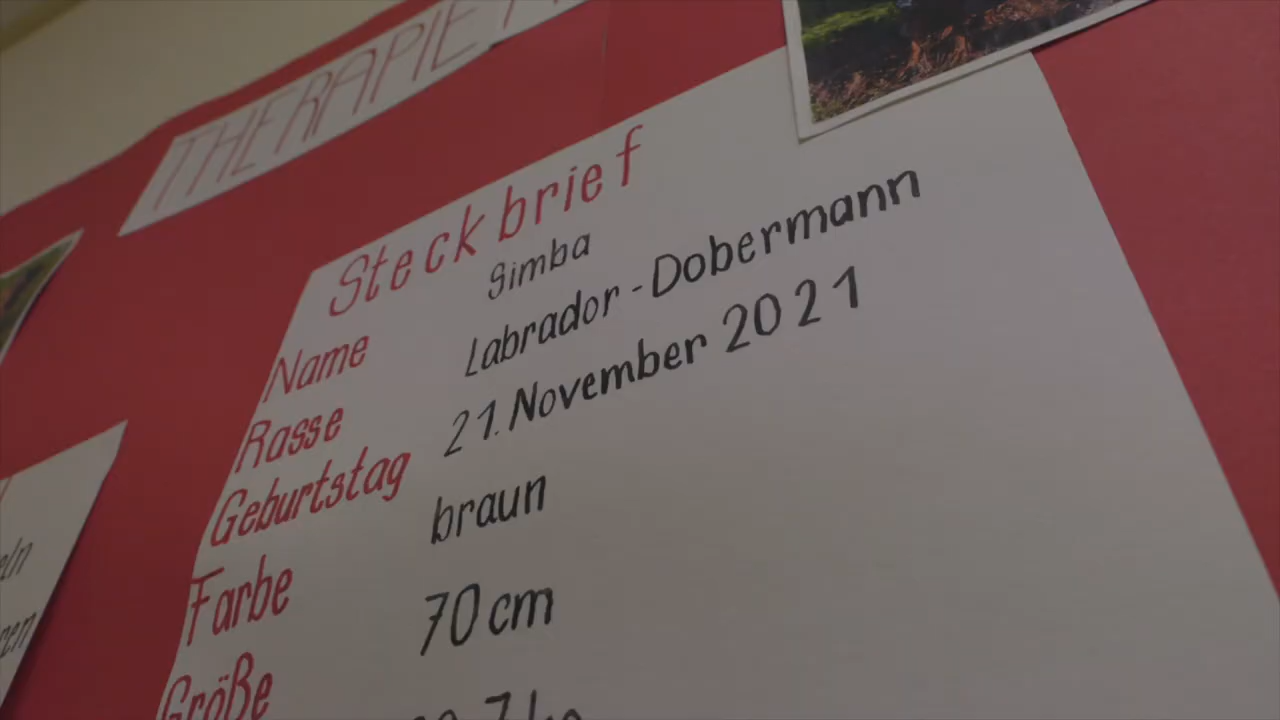 THERAPIE
Steckbrief
Name Simba
Rasse Labrador-Dobermann
Geburtstag 21. November 2021
Farbe braun
Größe 70 cm